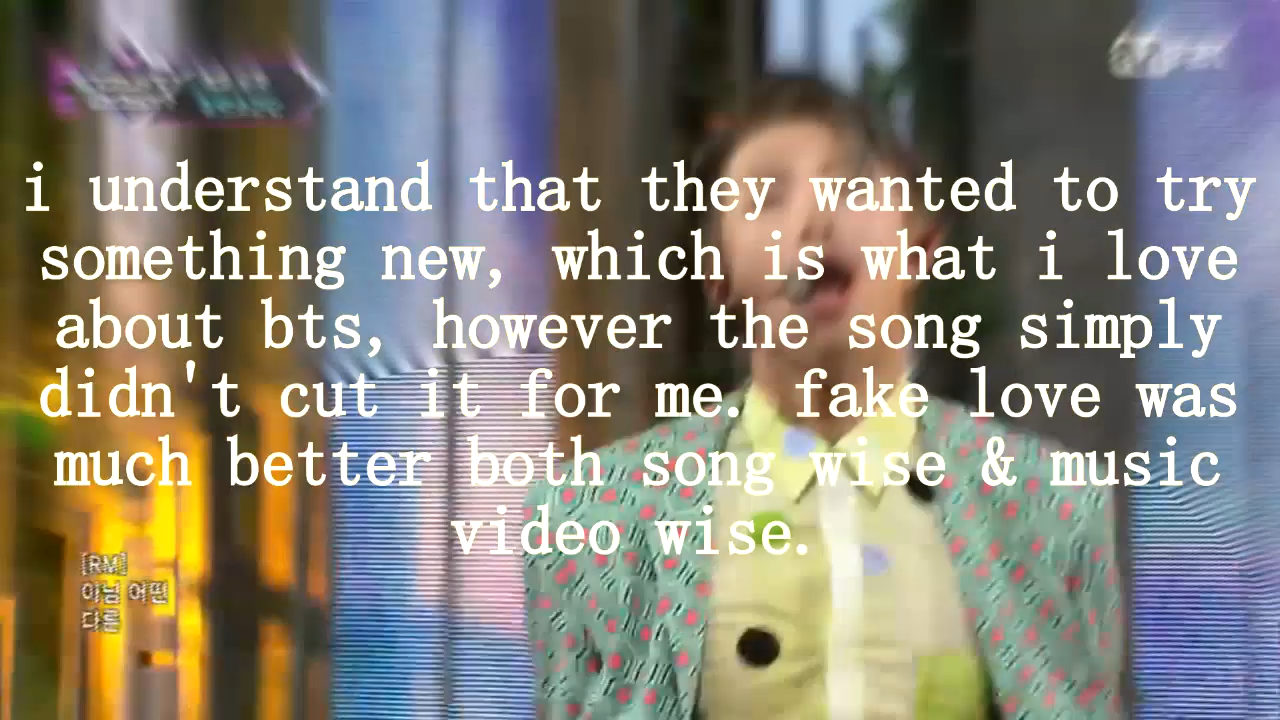 i understand that they wanted to try
something new, which is what i love
about bts, however the song simply
didn't cut it for me. fake love was
much better both song wise & music
video wise.
[RM]